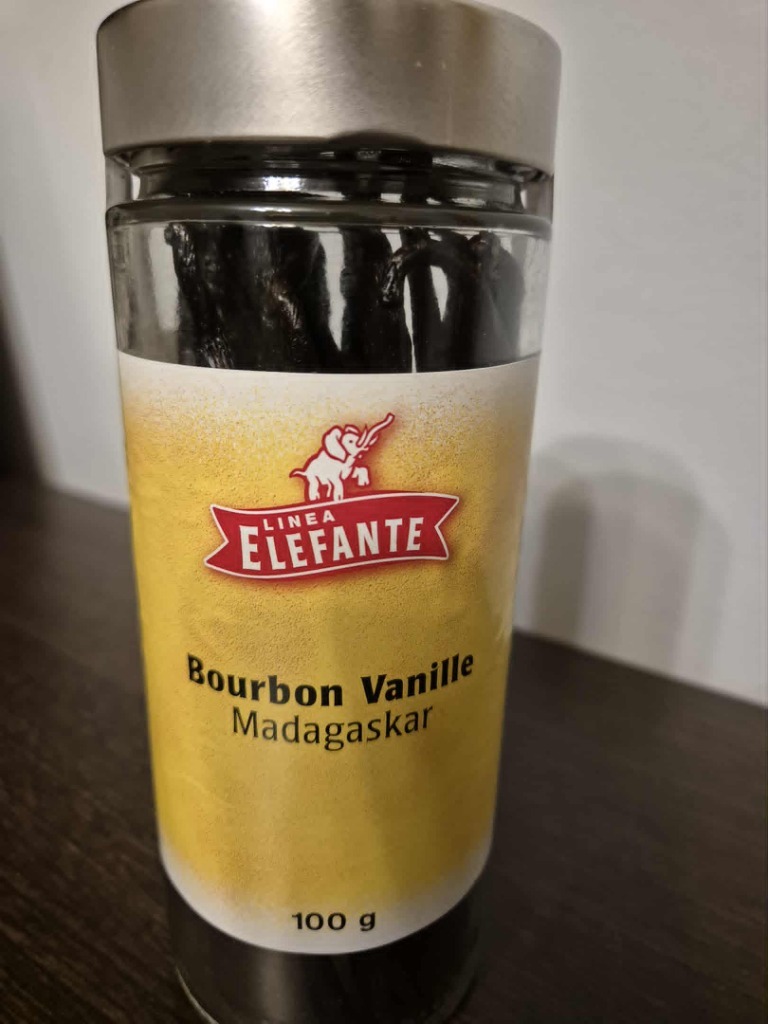 LINEA
ELEFANTE
Bourbon Vanille
Madagaskar
100 g